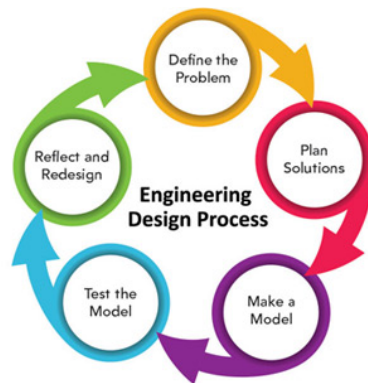 Define the
Problem
Plan
Solutions
Make a
Model
Test the
Model
Reflect and
Redesign
Engineering
Design Process